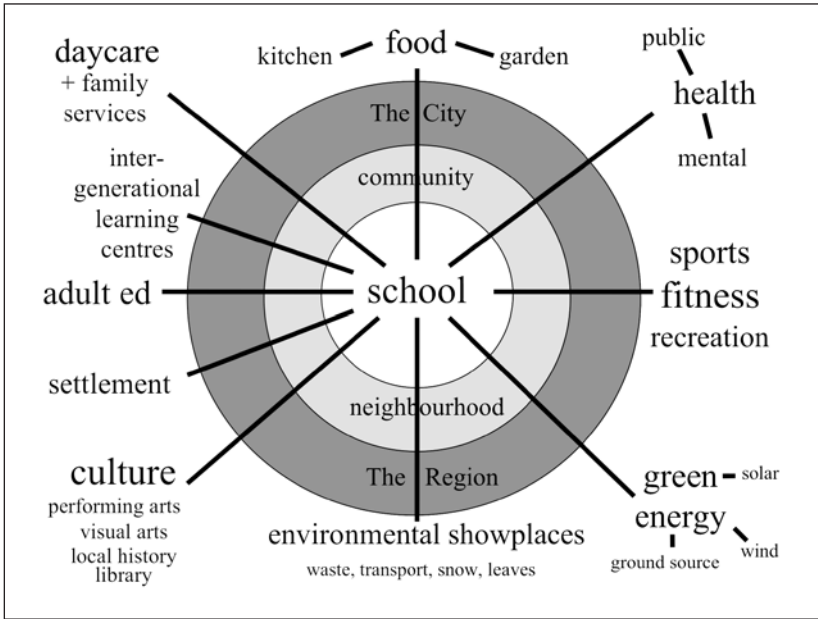 daycare
+ family
services
kitchen
food
garden
public
health
mental
The City
community
inter-
generational
learning
centres
adult ed
school
sports
fitness
recreation
settlement
neighbourhood
The Region
culture
performing arts
visual arts
local history
library
environmental showplaces
waste, transport, snow, leaves
green
solar
energy
ground source
wind